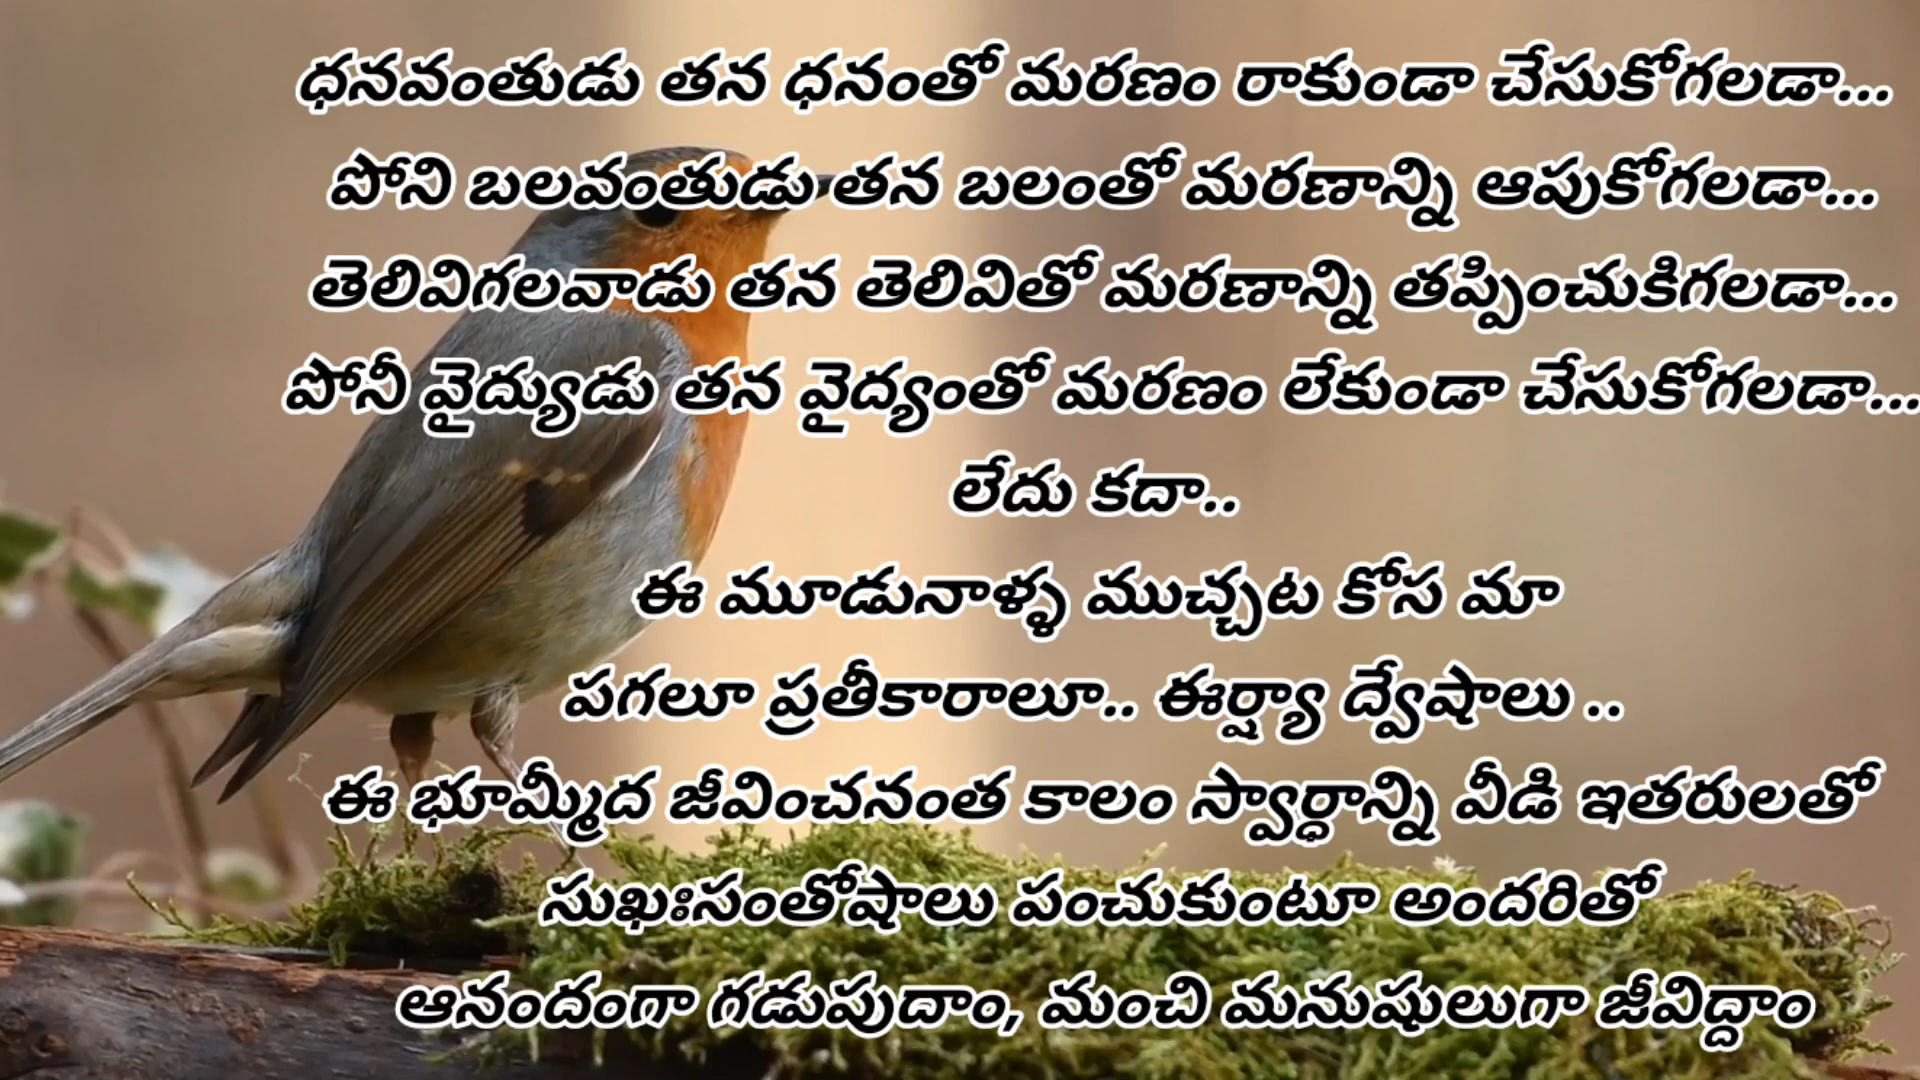 ధనవంతుడు తన ధనంతో మరణం రాకుండా చేసుకోగలడా...
పోని బలవంతుడు తన బలంతో మరణాన్ని ఆపుకోగలడా...
తెలివిగలవాడు తన తెలివితో మరణాన్ని తప్పించుకిగలడా...
పోనీ వైద్యుడు తన వైద్యంతో మరణం లేకుండా చేసుకోగలడా...
లేదు కదా..
ఈ మూడునాళ్ళ ముచ్చట కోస మా
పగలూ ప్రతీకారాలూ.. ఈర్ష్యా ద్వేషాలు ..
ఈ భూమ్మీద జీవించనంత కాలం స్వార్ధాన్ని వీడి ఇతరులతో
సుఖఃసంతోషాలు పంచుకుంటూ అందరితో
ఆనందంగా గడుపుదాం, మంచి మనుషులుగా జీవిద్దాం